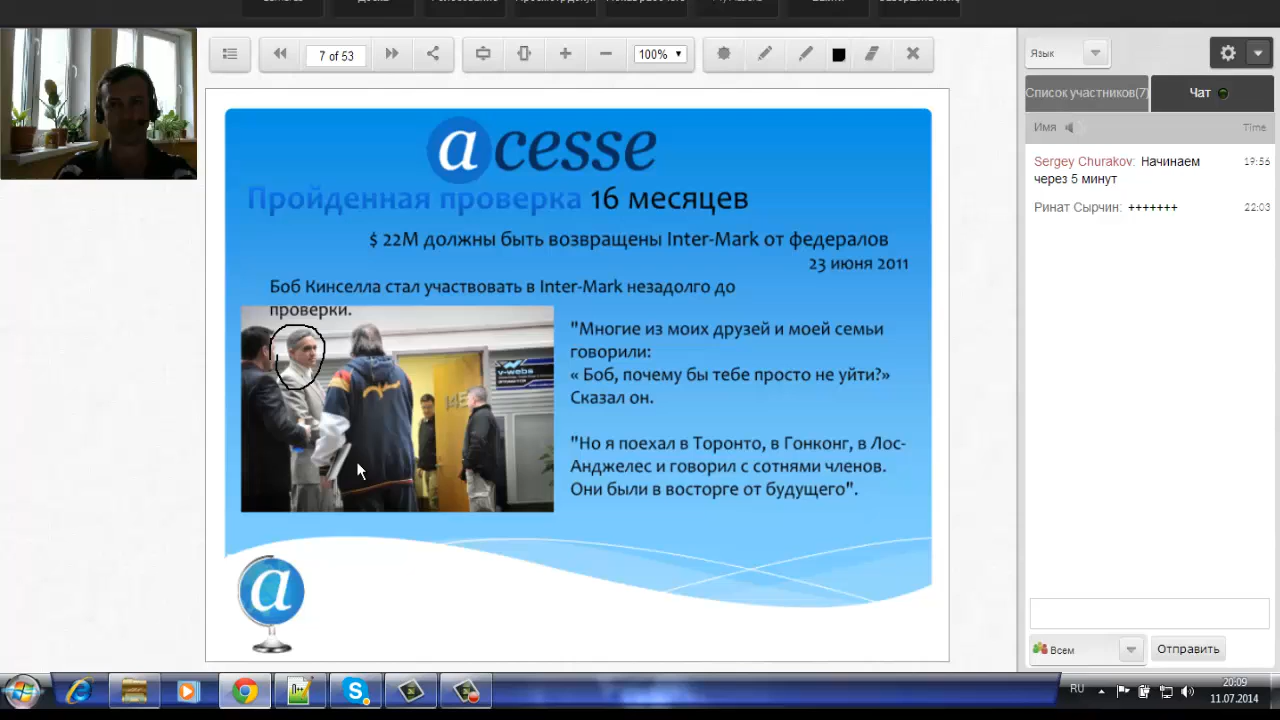 7 of 53
100%
Язык
Список участников(7)
Чат
Имя
Time
Sergey Churakov: Начинаем
19:56
через 5 минут
Ринат Сырчин: +++++++
22:03
acesse
Пройденная проверка 16 месяцев
$ 22M должны быть возвращены Inter-Mark от федералов
23 июня 2011
Боб Кинселла стал участвовать в Inter-Mark незадолго до
проверки.
"Многие из моих друзей и моей семьи
говорили:
« Боб, почему бы тебе просто не уйти?»
Сказал он.
"Но я поехал в Торонто, в Гонконг, в Лос-
Анджелес и говорил с сотнями членов.
Они были в восторге от будущего".
v-webs
a
Всем
Отправить
RU
20:09
11.07.2014